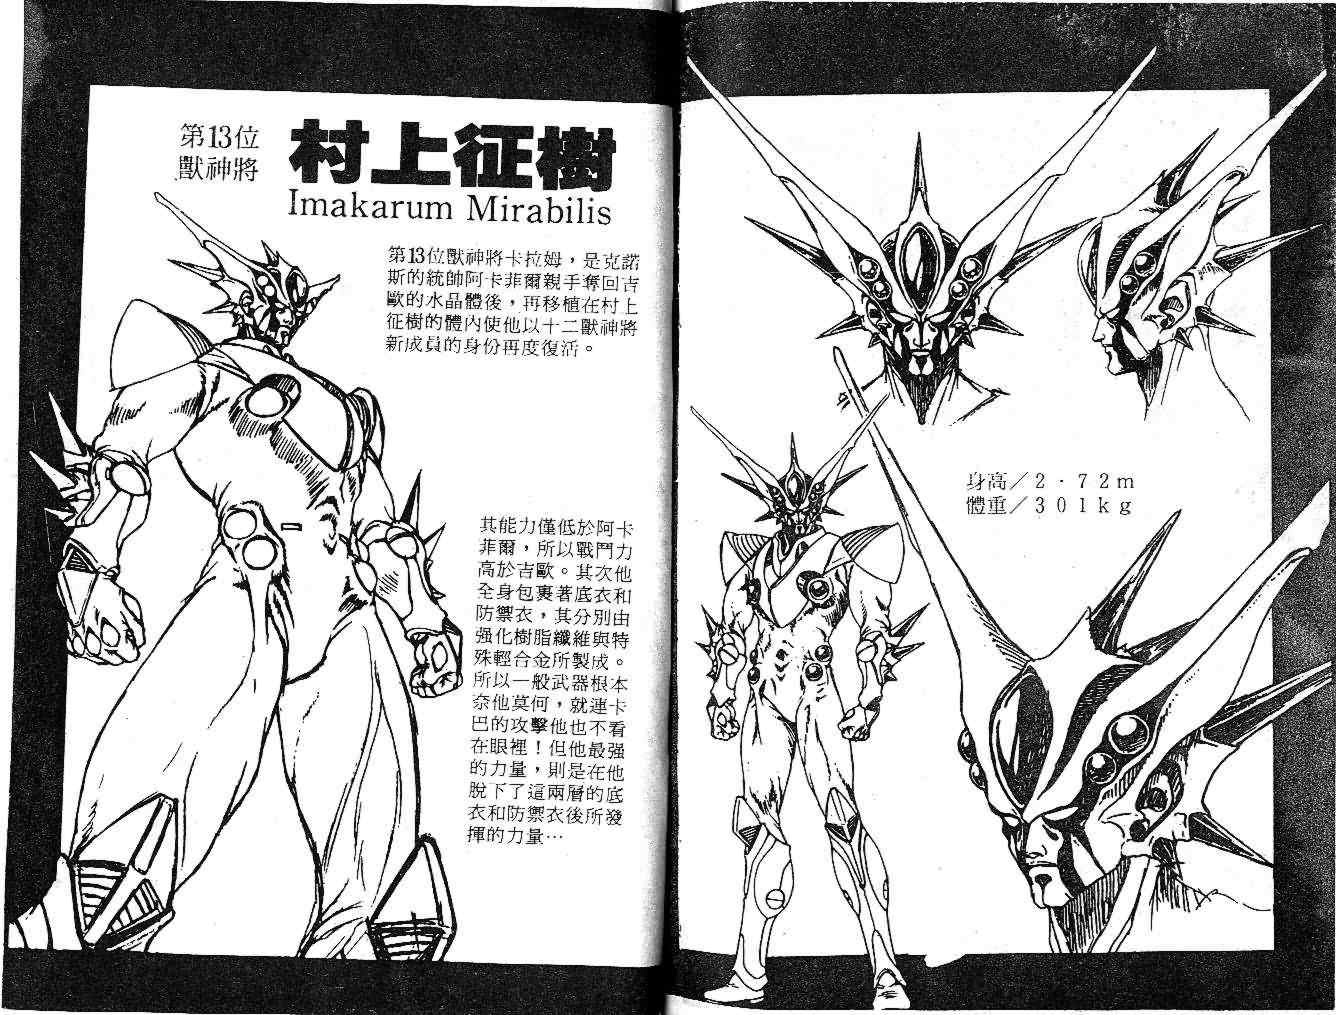 第13位
獸神將
村上征樹
Imakarum Mirabilis
第13位獸神將卡拉姆，是克諾
斯的統帥阿卡菲爾親手奪回吉
歐的水晶體後，再移植在村上
征樹的體內使他以十二獸神將
新成員的身份再度復活。
其能力僅低於阿卡
菲爾，所以戰鬥力
高於吉歐。其次他
全身包裹著底衣和
防禦衣，其分別由
强化樹脂纖維與特
殊輕合金所製成。
所以一般武器根本
奈他莫何，就連卡
巴的攻擊他也不看
在眼裡！但他最强
的力量，則是在他
脫下了這兩層的底
衣和防禦衣後所發
揮的力量…
身高／2．72m
體重／301kg